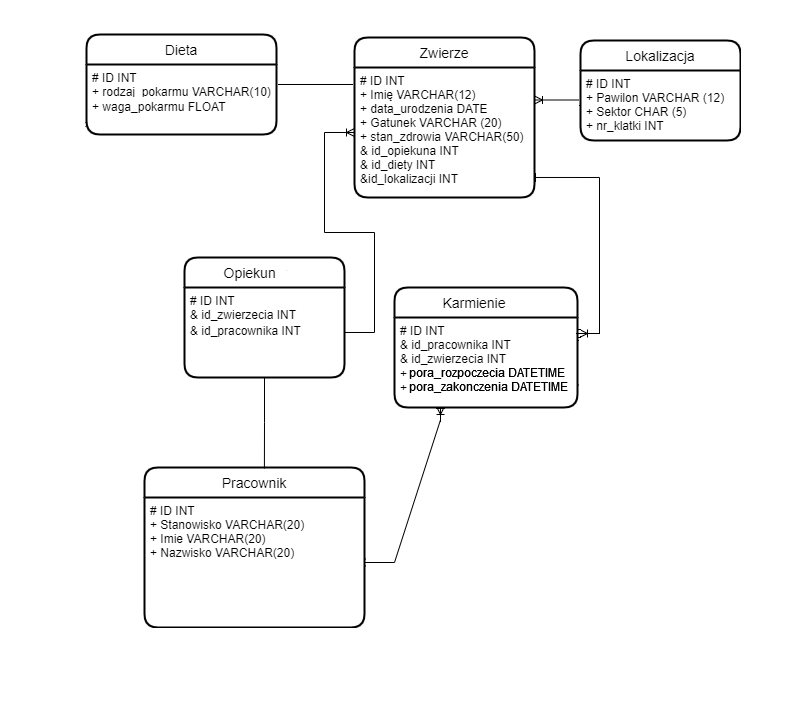 Dieta
# ID INT
+ rodzaj_pokarmu VARCHAR(10)
+ waga_pokarmu FLOAT
Zwierze
# ID INT
+ Imię VARCHAR(12)
+ data_urodzenia DATE
+ Gatunek VARCHAR (20)
+ stan_zdrowia VARCHAR(50)
& id_opiekuna INT
& id_diety INT
&id_lokalizacji INT
Lokalizacja
# ID INT
+ Pawilon VARCHAR (12)
+ Sektor CHAR (5)
+ nr_klatki INT
Opiekun
# ID INT
& id_zwierzecia INT
& id_pracownika INT
Karmienie
# ID INT
& id_pracownika INT
& id_zwierzecia INT
+ pora_rozpoczecia DATETIME
+ pora_zakonczenia DATETIME
Pracownik
# ID INT
+ Stanowisko VARCHAR(20)
+ Imie VARCHAR(20)
+ Nazwisko VARCHAR(20)